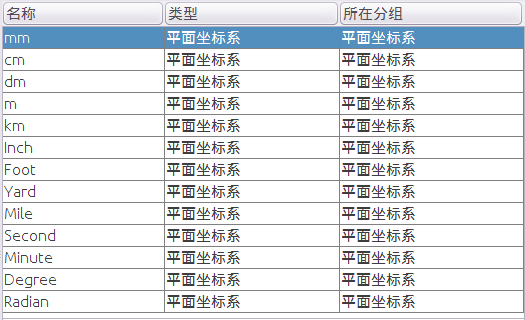 名称 类型 所在分组
mm 平面坐标系 平面坐标系
cm 平面坐标系 平面坐标系
dm 平面坐标系 平面坐标系
m 平面坐标系 平面坐标系
km 平面坐标系 平面坐标系
Inch 平面坐标系 平面坐标系
Foot 平面坐标系 平面坐标系
Yard 平面坐标系 平面坐标系
Mile 平面坐标系 平面坐标系
Second 平面坐标系 平面坐标系
Minute 平面坐标系 平面坐标系
Degree 平面坐标系 平面坐标系
Radian 平面坐标系 平面坐标系